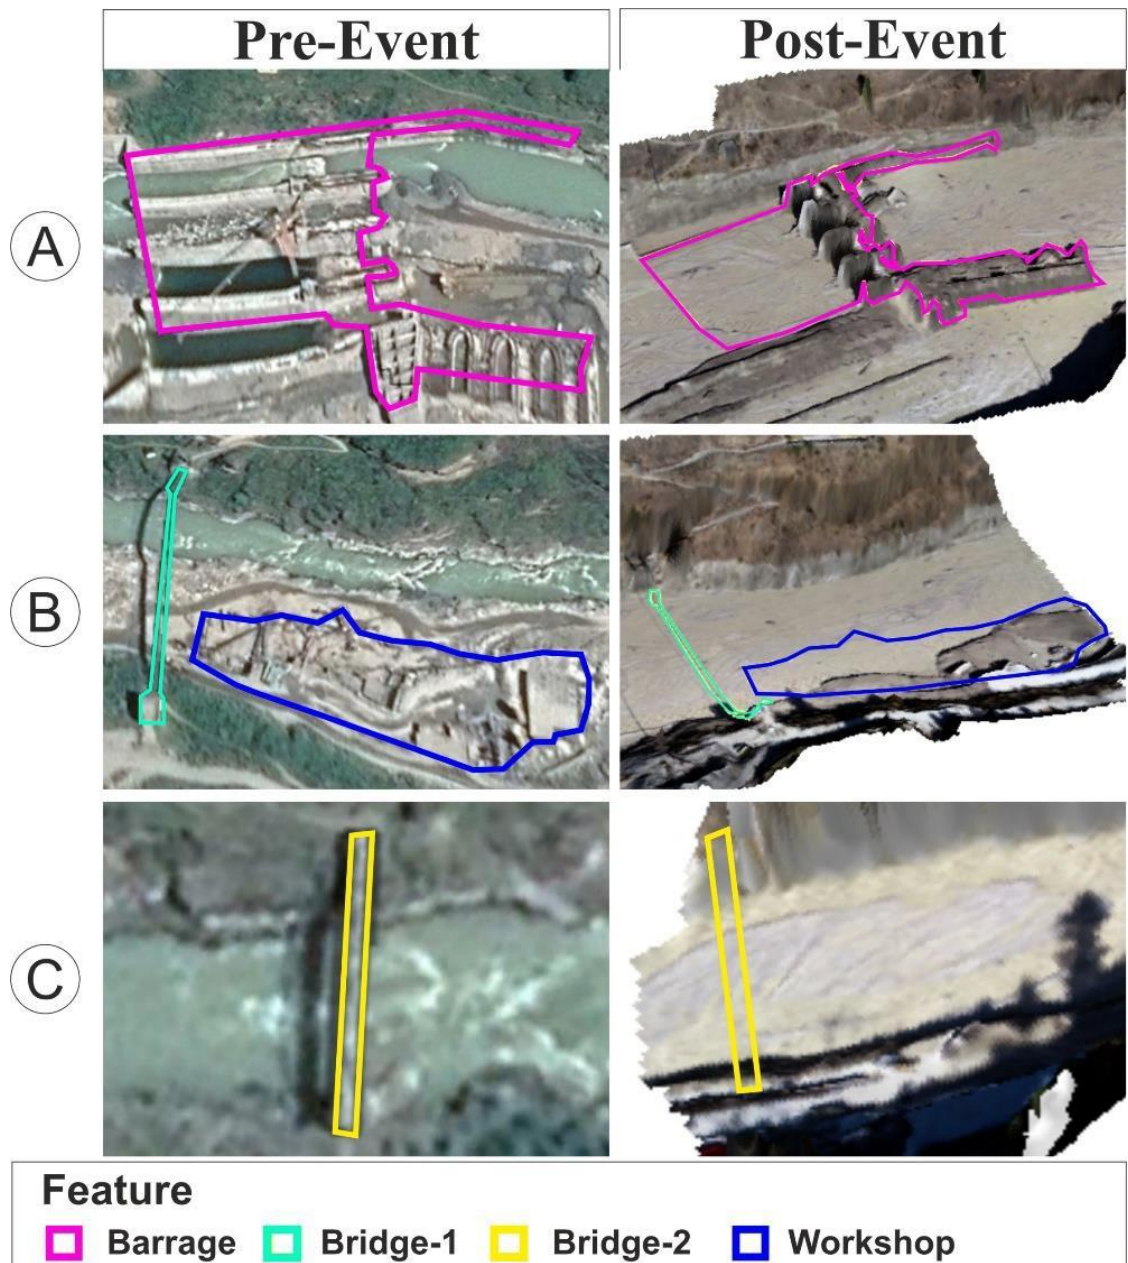 Pre-Event
Post-Event
A
B
C
Feature
Barrage
Bridge-1
Bridge-2
Workshop